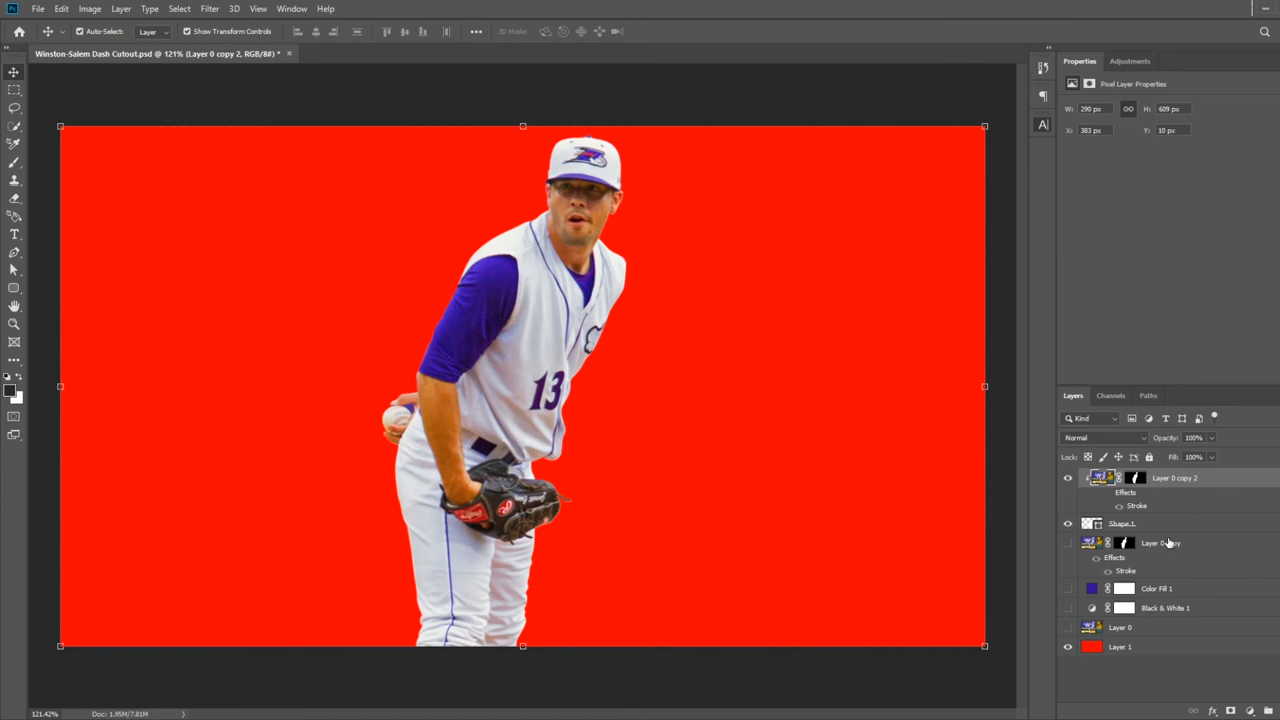 Ps File Edit Image Layer Type Select Filter 3D View Window Help
Auto-Select: Layer Show Transform Controls 3D Mode:
Winston-Salem Dash Cutout.psd @ 121% (Layer 0 copy 2, RGB/8#) * ×
Properties Adjustments
Pixel Layer Properties
W: 290 px H: 609 px
X: 383 px Y: 10 px
13
Layers Channels Paths
Kind
Normal Opacity: 100%
Lock: Fill: 100%
Layer 0 copy 2
Effects
Stroke
Shape 1
Layer 0 copy
Effects
Stroke
Color Fill 1
Black & White 1
Layer 0
Layer 1
121.42% Doc: 1.95M/7.81M